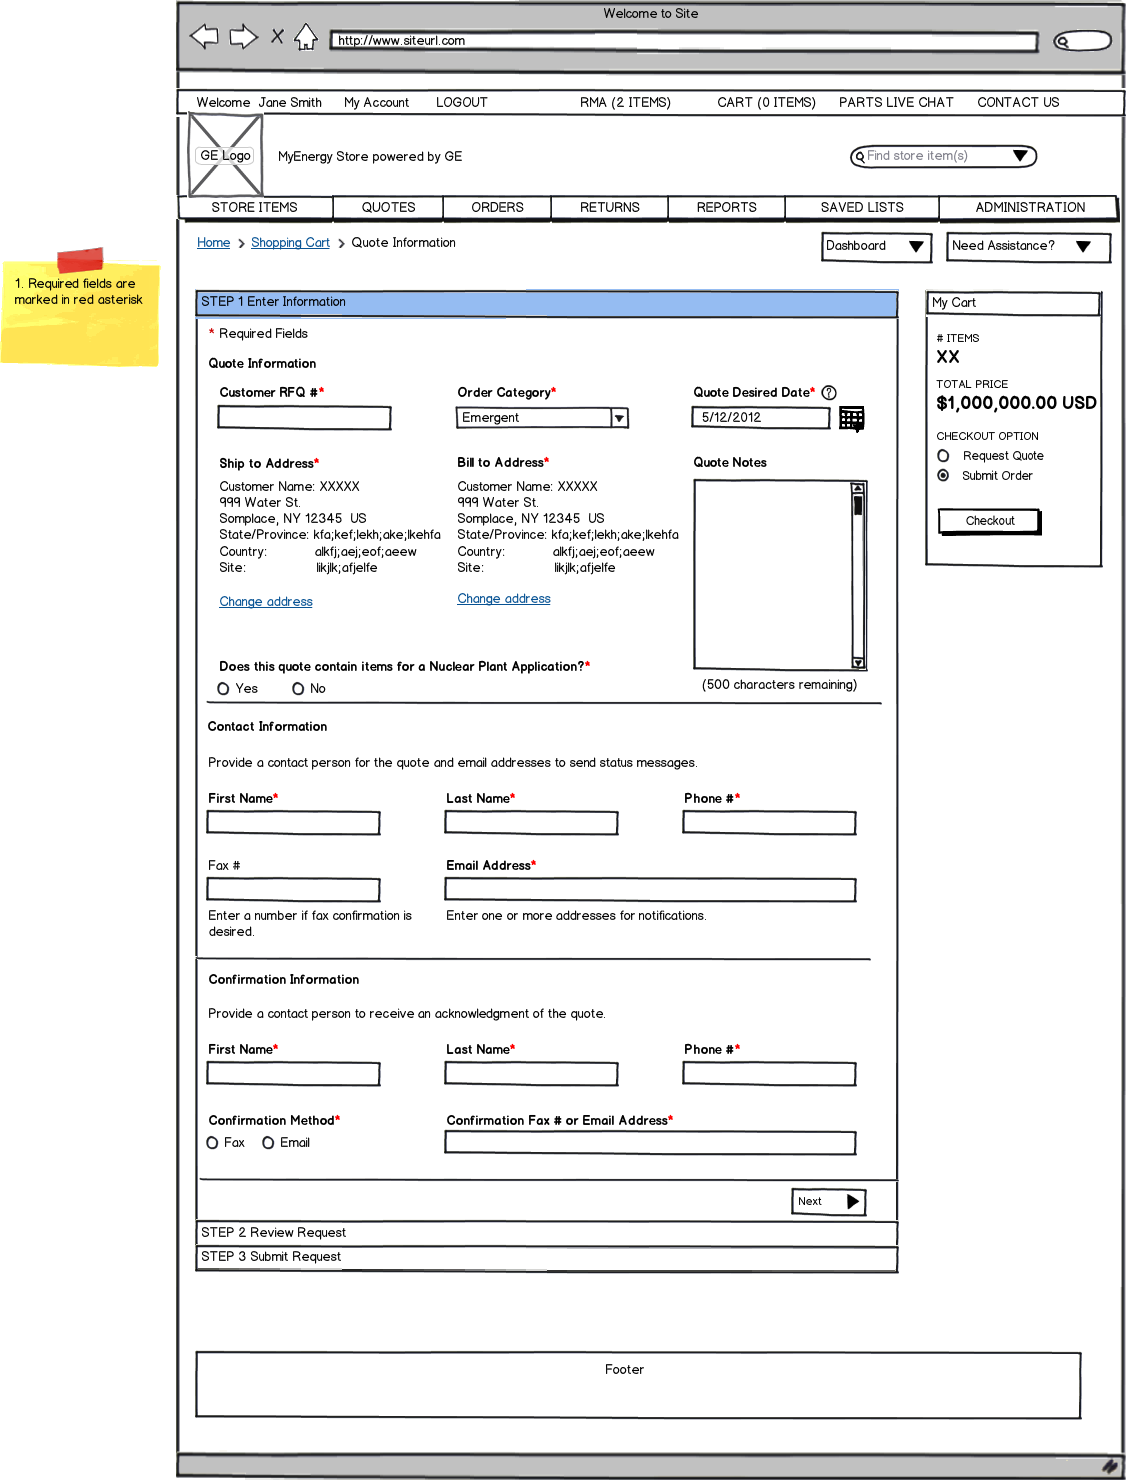 Welcome to Site
http://www.siteurl.com
Welcome Jane Smith My Account LOGOUT RMA (2 ITEMS) CART (0 ITEMS) PARTS LIVE CHAT CONTACT US
GE Logo
MyEnergy Store powered by GE
Find store item(s)
STORE ITEMS QUOTES ORDERS RETURNS REPORTS SAVED LISTS ADMINISTRATION
Home > Shopping Cart > Quote Information
Dashboard
Need Assistance?
1. Required fields are
marked in red asterisk
STEP 1 Enter Information
* Required Fields
Quote Information
Customer RFQ #* Order Category* Quote Desired Date* ?
Emergent 5/12/2012
Ship to Address*
Customer Name: XXXXX
999 Water St.
Somplace, NY 12345 US
State/Province: kfa;kef;lekh;ake;lkehfa
Country: alkfj;aej;eof;aeew
Site: likjlk;afjelfe
Change address
Bill to Address*
Customer Name: XXXXX
999 Water St.
Somplace, NY 12345 US
State/Province: kfa;kef;lekh;ake;lkehfa
Country: alkfj;aej;eof;aeew
Site: likjlk;afjelfe
Change address
Quote Notes
(500 characters remaining)
Does this quote contain items for a Nuclear Plant Application?*
Yes No
Contact Information
Provide a contact person for the quote and email addresses to send status messages.
First Name* Last Name* Phone #*
Fax # Email Address*
Enter a number if fax confirmation is
desired.
Enter one or more addresses for notifications.
Confirmation Information
Provide a contact person to receive an acknowledgment of the quote.
First Name* Last Name* Phone #*
Confirmation Method* Confirmation Fax # or Email Address*
Fax Email
Next
STEP 2 Review Request
STEP 3 Submit Request
My Cart
# ITEMS
XX
TOTAL PRICE
$1,000,000.00 USD
CHECKOUT OPTION
Request Quote
Submit Order
Checkout
Footer